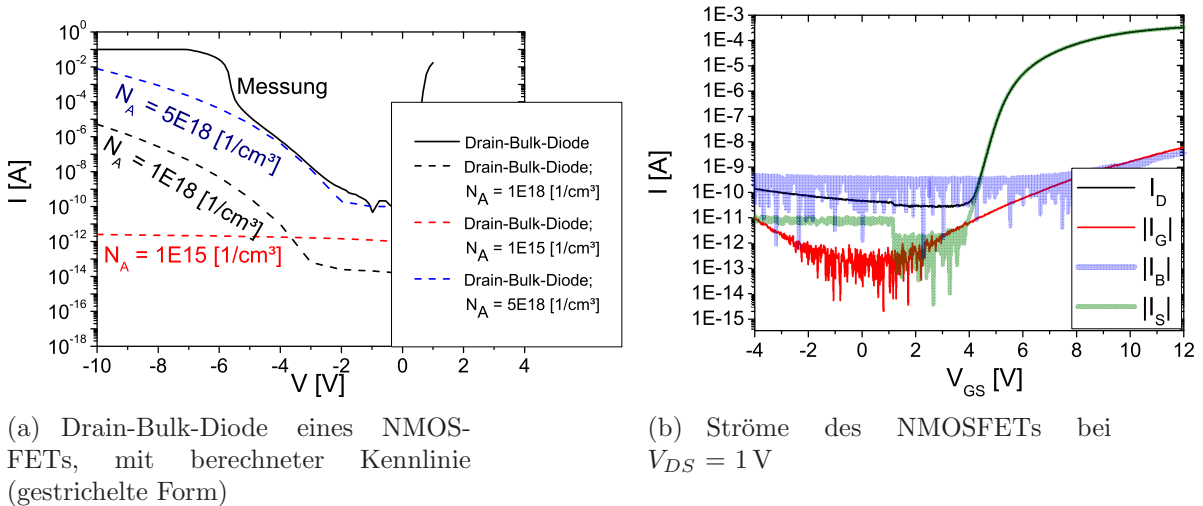 10^0
10^-2
10^-4
10^-6
10^-8
10^-10
10^-12
10^-14
10^-16
10^-18
I [A]
-10
-8
-6
-4
-2
0
2
4
V [V]
Messung
N_A = 5E18 [1/cm³]
N_A = 1E18 [1/cm³]
N_A = 1E15 [1/cm³]
Drain-Bulk-Diode
Drain-Bulk-Diode;
N_A = 1E18 [1/cm³]
Drain-Bulk-Diode;
N_A = 1E15 [1/cm³]
Drain-Bulk-Diode;
N_A = 5E18 [1/cm³]
(a) Drain-Bulk-Diode eines NMOS-
FETs, mit berechneter Kennlinie
(gestrichelte Form)
1E-3
1E-4
1E-5
1E-6
1E-7
1E-8
1E-9
1E-10
1E-11
1E-12
1E-13
1E-14
1E-15
I [A]
-4
-2
0
2
4
6
8
10
12
V_GS [V]
I_D
|I_G|
|I_B|
|I_S|
(b) Ströme des NMOSFETs bei
V_DS = 1 V